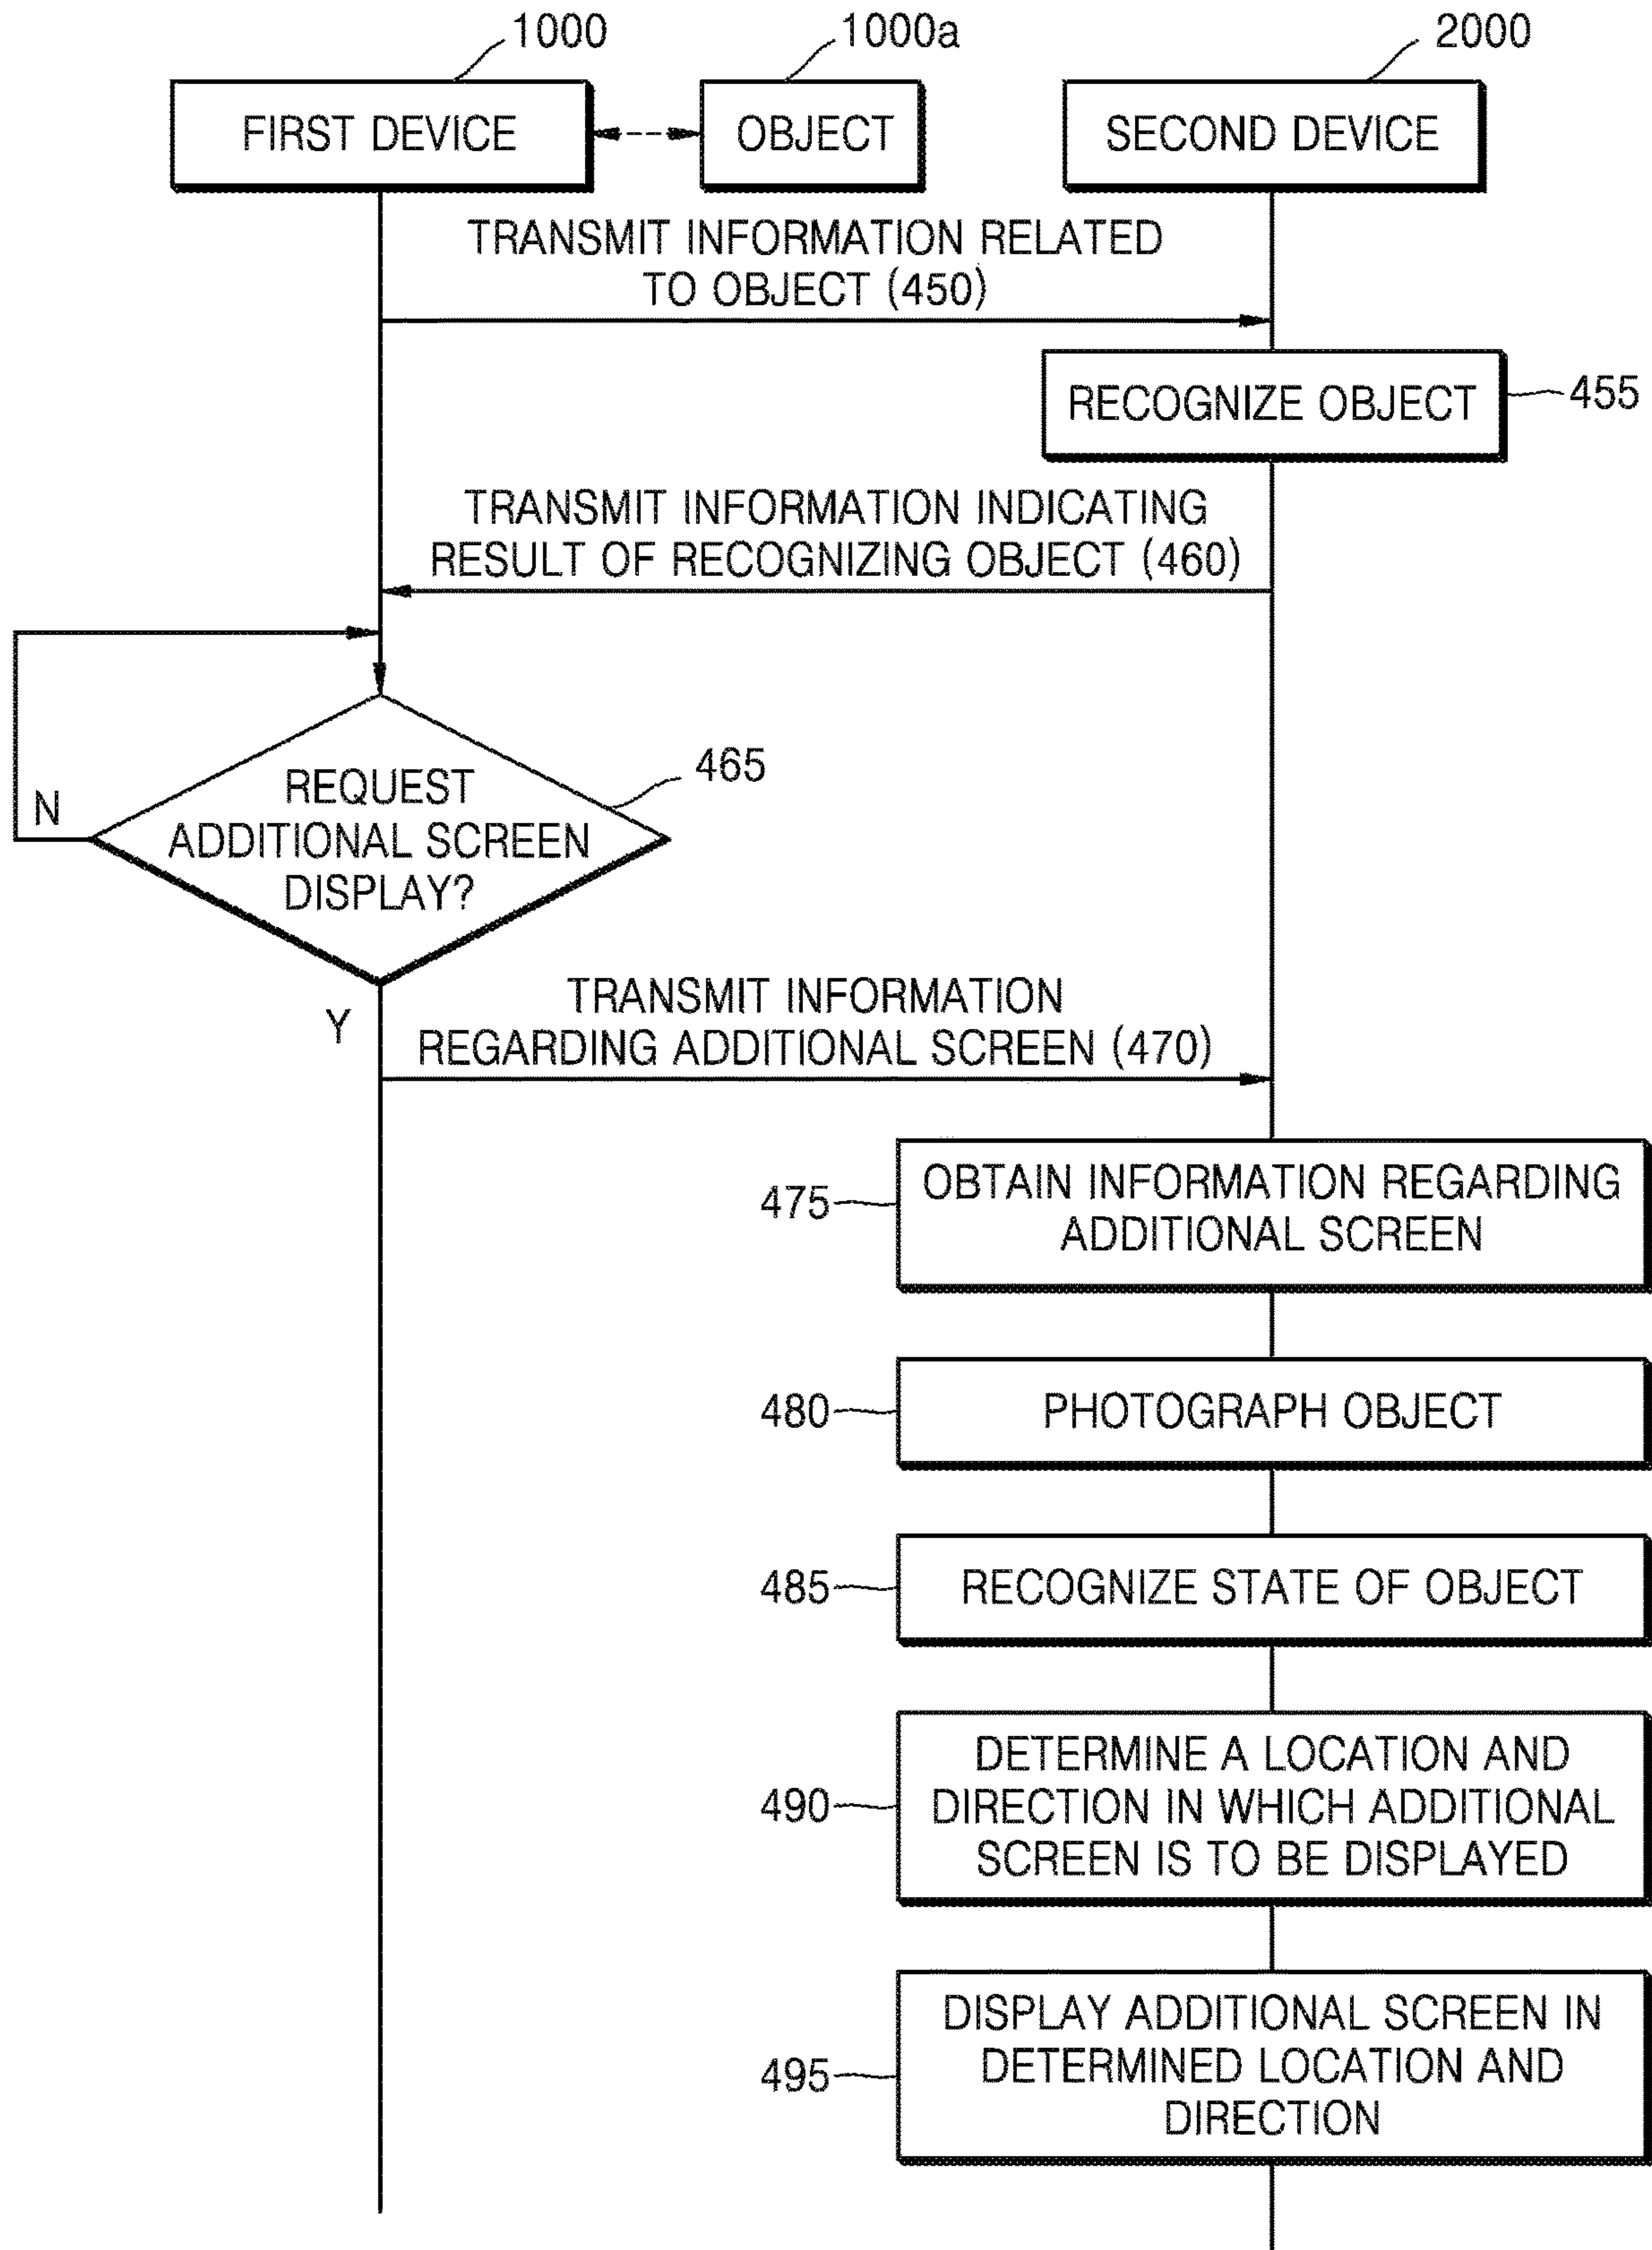 1000
1000a
2000
FIRST DEVICE
OBJECT
SECOND DEVICE
TRANSMIT INFORMATION RELATED
TO OBJECT (450)
RECOGNIZE OBJECT
455
TRANSMIT INFORMATION INDICATING
RESULT OF RECOGNIZING OBJECT (460)
REQUEST
ADDITIONAL SCREEN
DISPLAY?
465
N
Y
TRANSMIT INFORMATION
REGARDING ADDITIONAL SCREEN (470)
475
OBTAIN INFORMATION REGARDING
ADDITIONAL SCREEN
480
PHOTOGRAPH OBJECT
485
RECOGNIZE STATE OF OBJECT
490
DETERMINE A LOCATION AND
DIRECTION IN WHICH ADDITIONAL
SCREEN IS TO BE DISPLAYED
495
DISPLAY ADDITIONAL SCREEN IN
DETERMINED LOCATION AND
DIRECTION